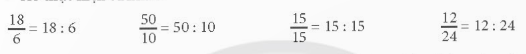 18/6 = 18 : 6    50/10 = 50 : 10    15/15 = 15 : 15    12/24 = 12 : 24